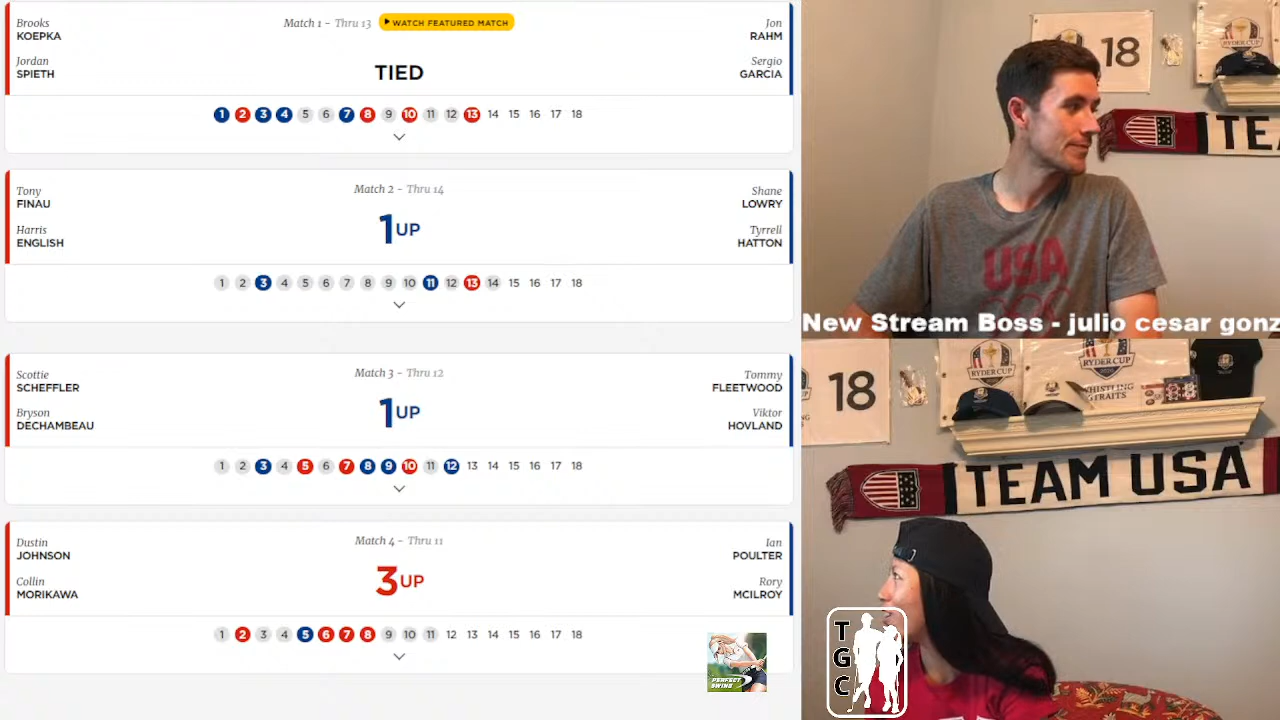 Brooks
KOEPKA
Match 1 - Thru 13
WATCH FEATURED MATCH
Jon
RAHM
Jordan
SPIETH
TIED
Sergio
GARCIA
1 2 3 4 5 6 7 8 9 10 11 12 13 14 15 16 17 18
Tony
FINAU
Match 2 - Thru 14
Shane
LOWRY
Harris
ENGLISH
1 UP
Tyrrell
HATTON
1 2 3 4 5 6 7 8 9 10 11 12 13 14 15 16 17 18
Scottie
SCHEFFLER
Match 3 - Thru 12
Tommy
FLEETWOOD
Bryson
DECHAMBEAU
1 UP
Viktor
HOVLAND
1 2 3 4 5 6 7 8 9 10 11 12 13 14 15 16 17 18
Dustin
JOHNSON
Match 4 - Thru 11
Ian
POULTER
Collin
MORIKAWA
3 UP
Rory
MCILROY
1 2 3 4 5 6 7 8 9 10 11 12 13 14 15 16 17 18
PERFECT
SWING
RYDER CUP
18
RYDER CUP
TEA
USA
New Stream Boss - julio cesar gonz
18
RYDER CUP
RYDER CUP
WHISTLING
STRAITS
TEAM USA
TGC